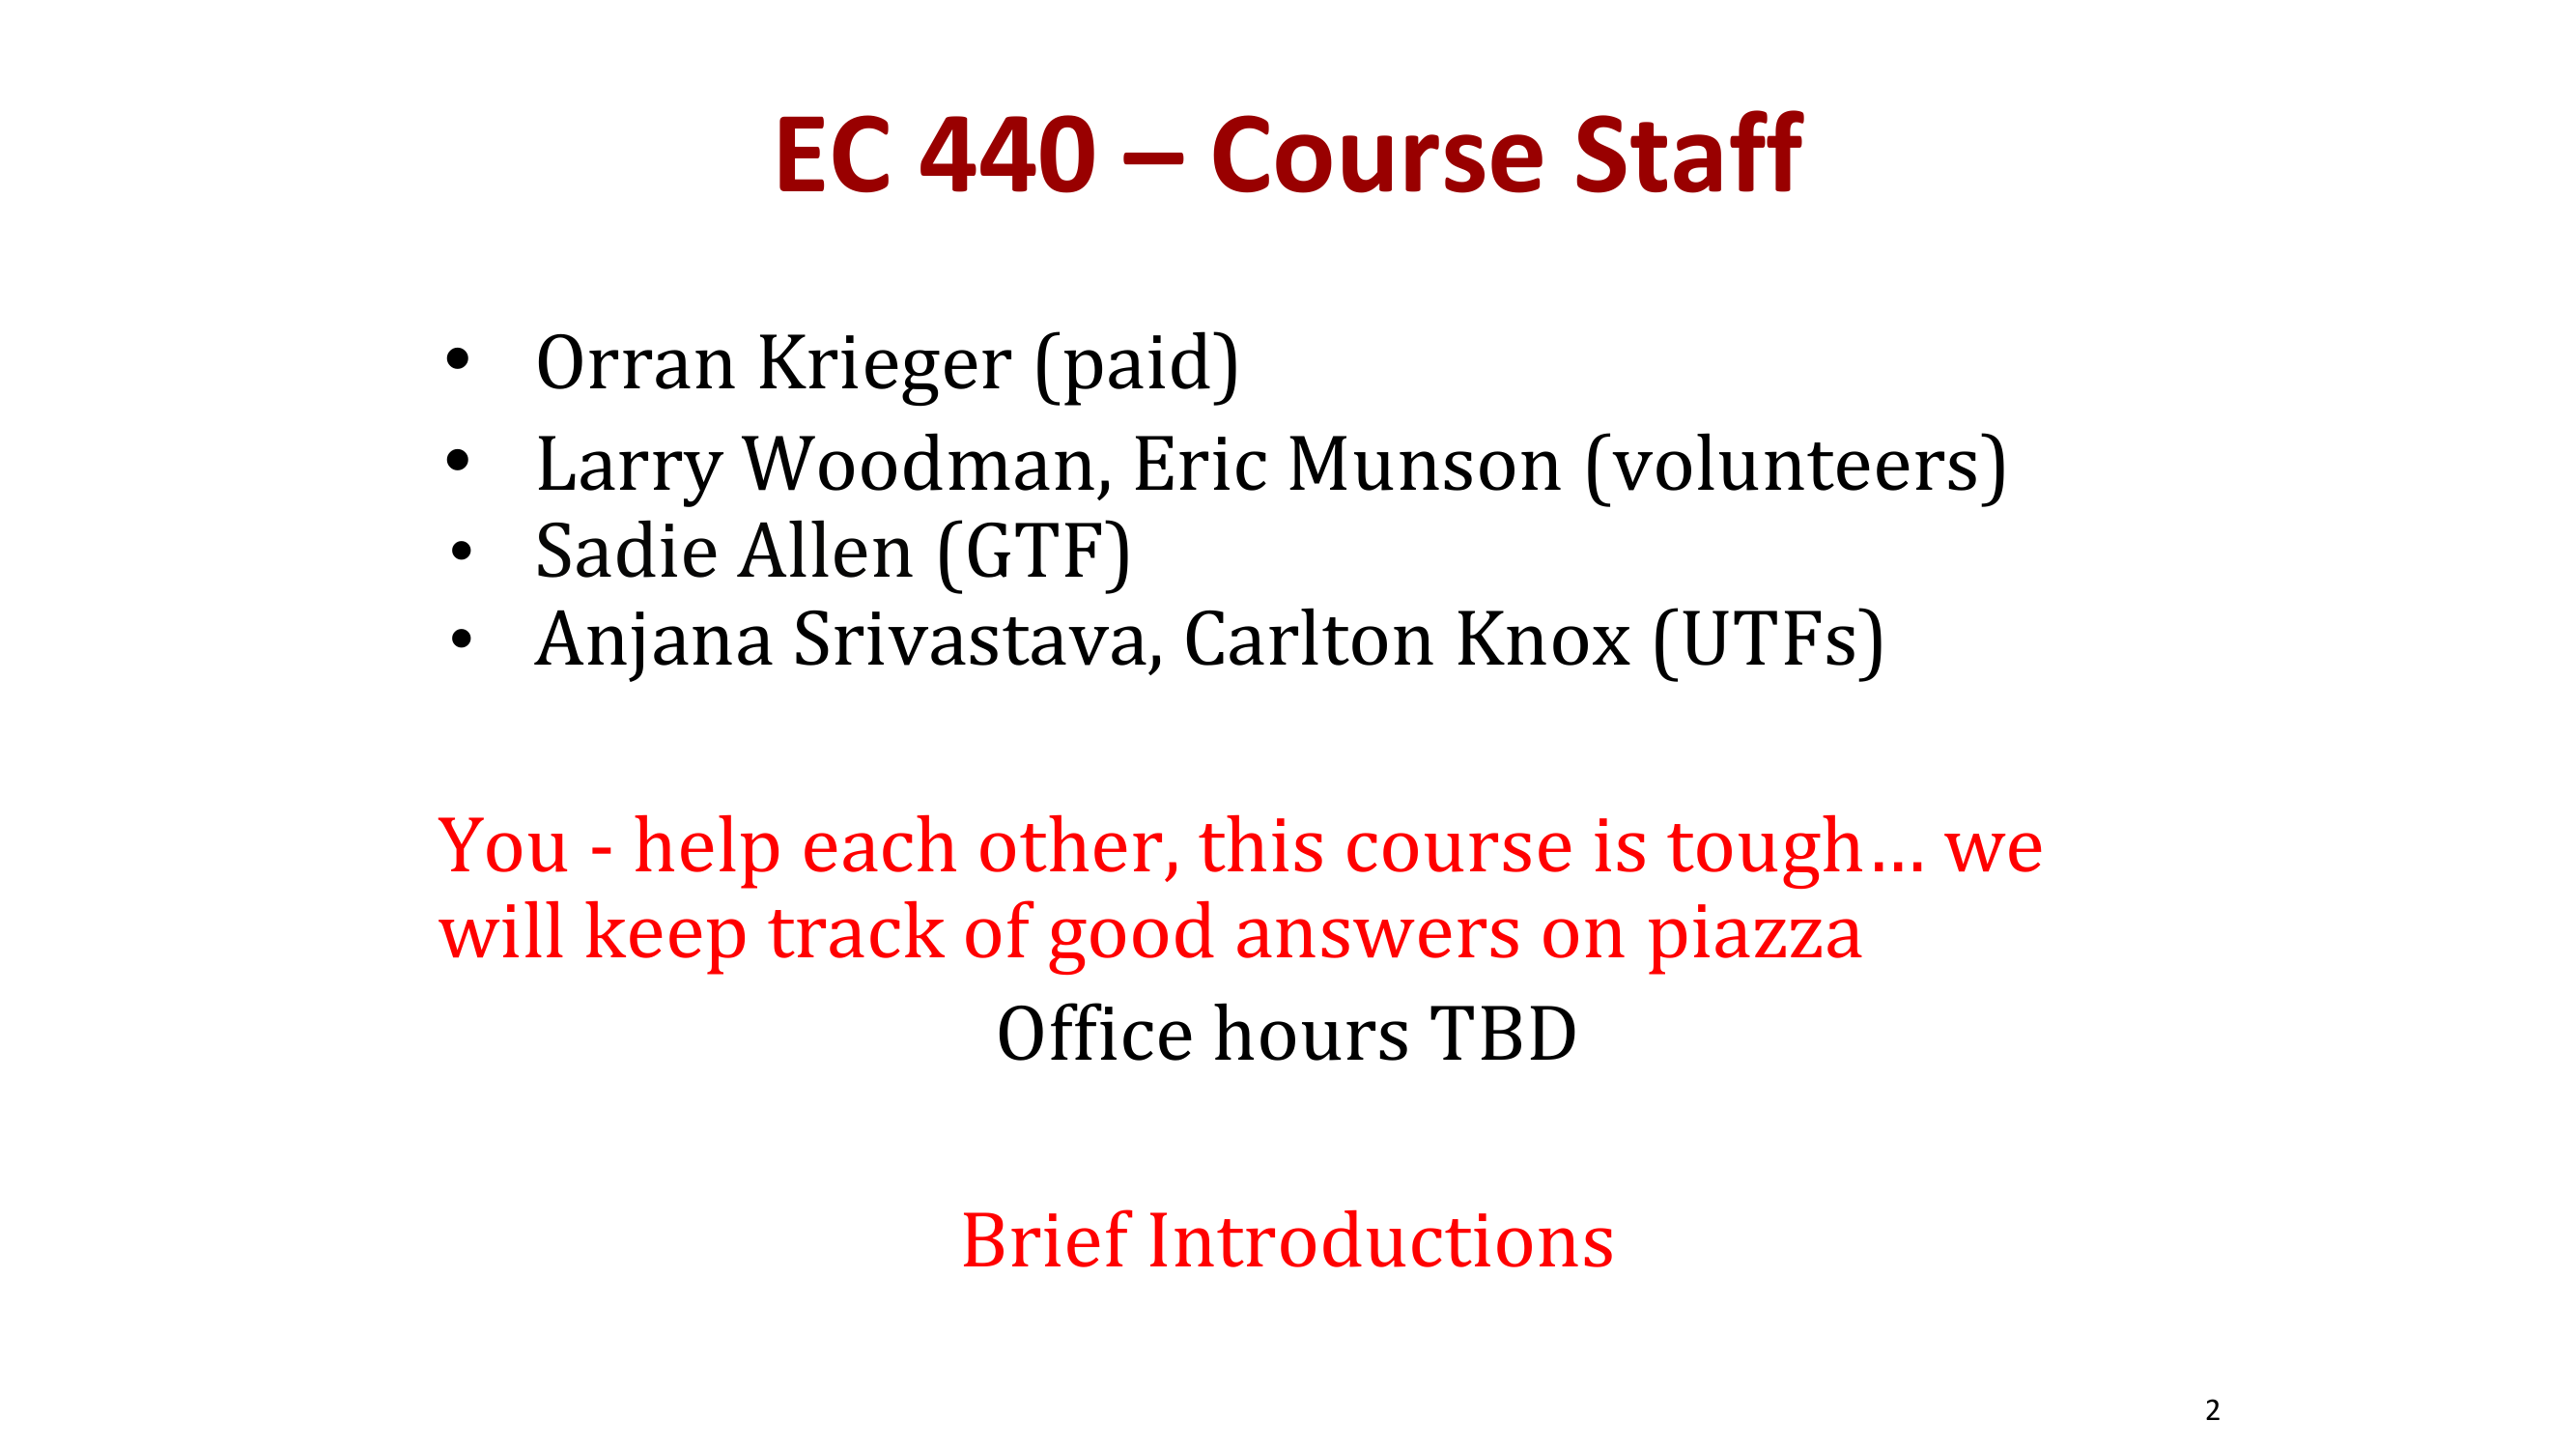 EC 440 – Course Staff
• Orran Krieger (paid)
• Larry Woodman, Eric Munson (volunteers)
• Sadie Allen (GTF)
• Anjana Srivastava, Carlton Knox (UTFs)
You - help each other, this course is tough... we
will keep track of good answers on piazza
Office hours TBD
Brief Introductions
2